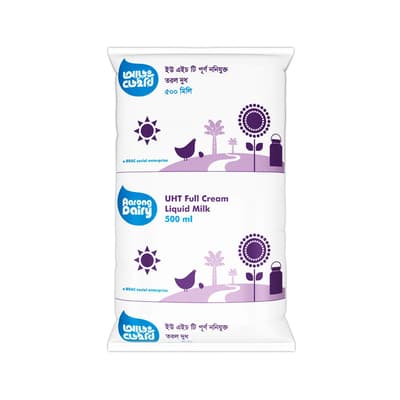 আড়ং
ডেইরি
ইউ এইচ টি পূর্ণ ননিযুক্ত
তরল দুধ
৫০০ মিলি
a BRAC social enterprise
Aarong
Dairy
UHT Full Cream
Liquid Milk
500 ml
a BRAC social enterprise
আড়ং
ডেইরি
ইউ এইচ টি পূর্ণ ননিযুক্ত
তরল দুধ